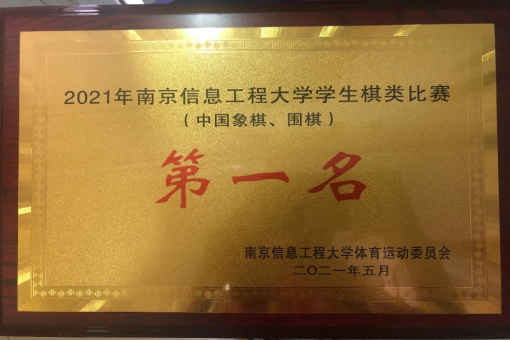 2021年南京信息工程大学学生棋类比赛
（中国象棋、围棋）
第一名
南京信息工程大学体育运动委员会
二〇二一年五月